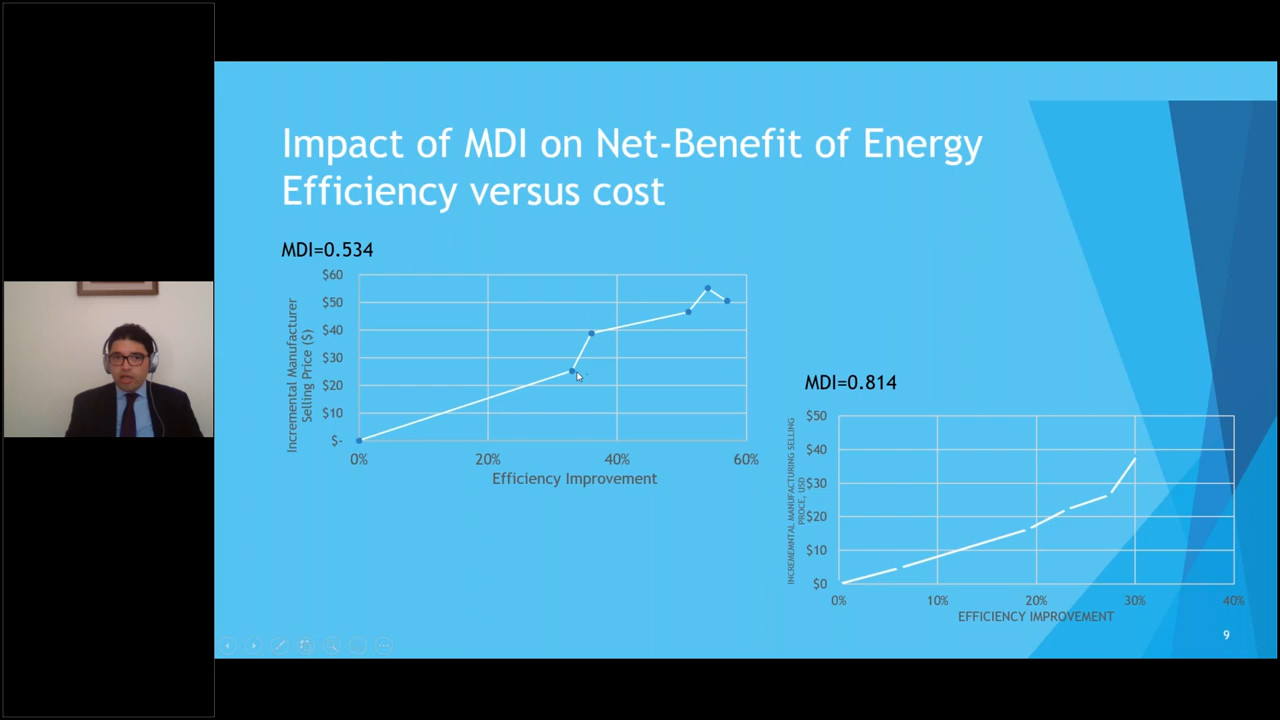 Impact of MDI on Net-Benefit of Energy
Efficiency versus cost
MDI=0.534
Incremental Manufacturer
Selling Price ($)
$60
$50
$40
$30
$20
$10
$-
0% 20% 40% 60%
Efficiency Improvement
MDI=0.814
INCREMEMNTAL MANUFACTURING SELLING
PROCE, USD
$50
$40
$30
$20
$10
$0
0% 10% 20% 30% 40%
EFFICIENCY IMPROVEMENT
9